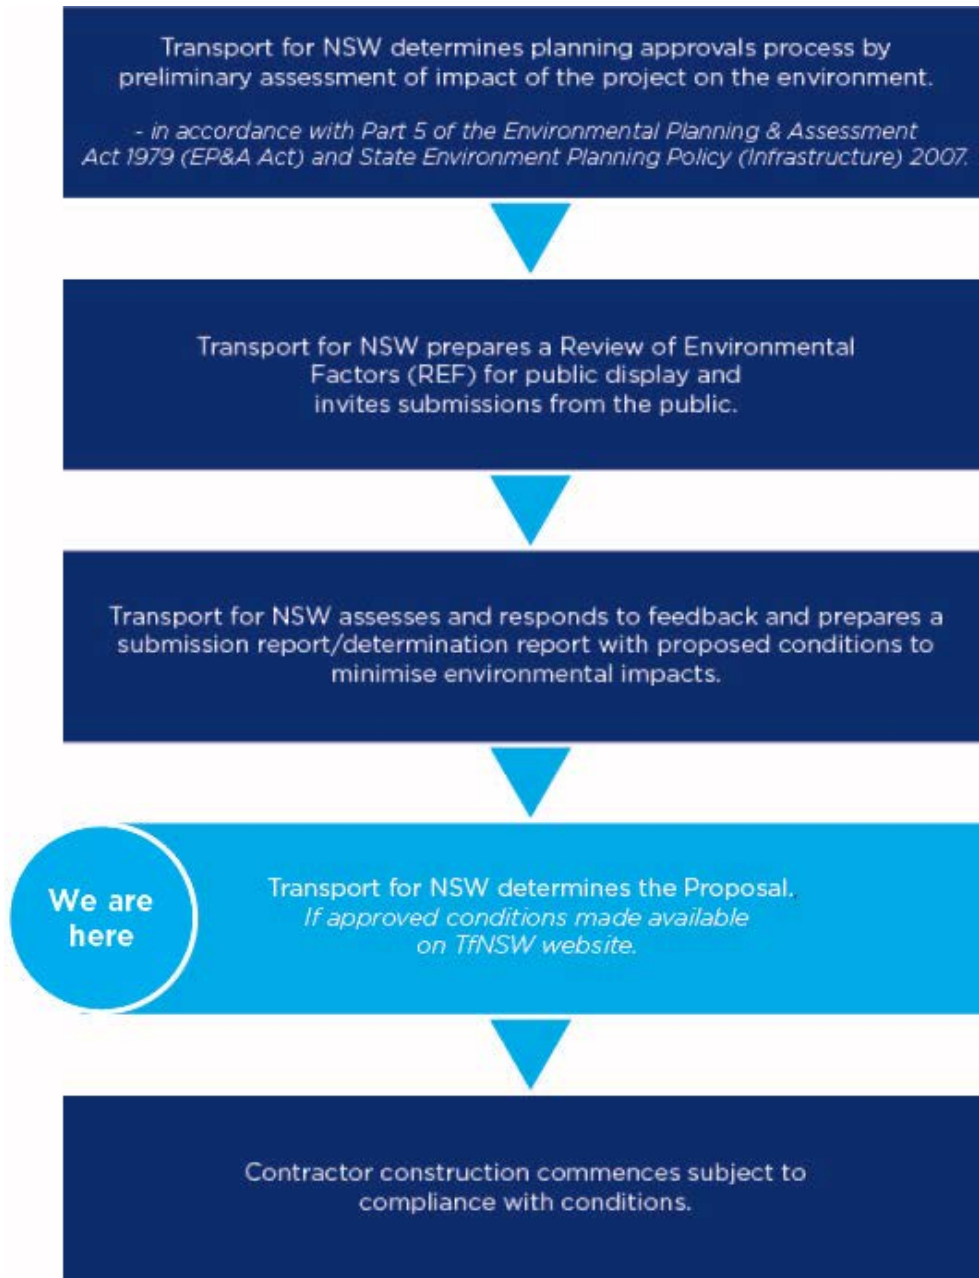 Transport for NSW determines planning approvals process by
preliminary assessment of impact of the project on the environment.
- in accordance with Part 5 of the Environmental Planning & Assessment
Act 1979 (EP&A Act) and State Environment Planning Policy (Infrastructure) 2007.
Transport for NSW prepares a Review of Environmental
Factors (REF) for public display and
invites submissions from the public.
Transport for NSW assesses and responds to feedback and prepares a
submission report/determination report with proposed conditions to
minimise environmental impacts.
We are
here
Transport for NSW determines the Proposal.
If approved conditions made available
on TfNSW website.
Contractor construction commences subject to
compliance with conditions.